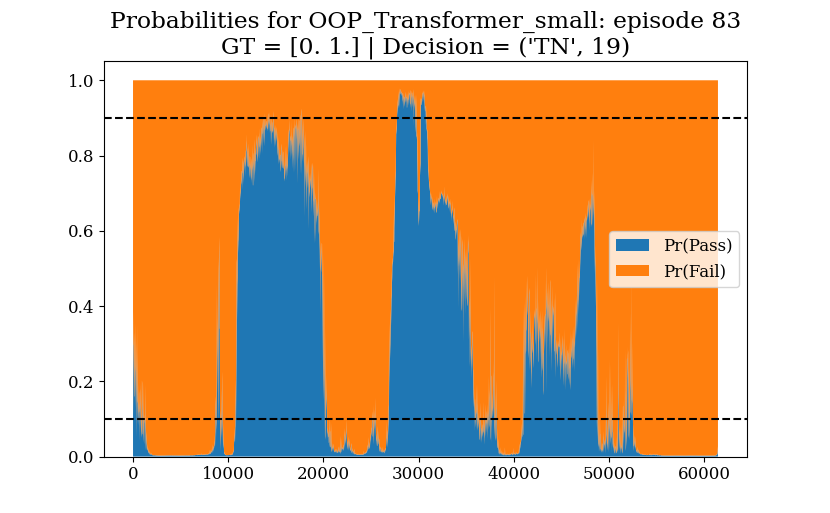 Probabilities for OOP_Transformer_small: episode 83
GT = [0. 1.] | Decision = ('TN', 19)
1.0
0.8
0.6
0.4
0.2
0.0
Pr(Pass)
Pr(Fail)
0 10000 20000 30000 40000 50000 60000